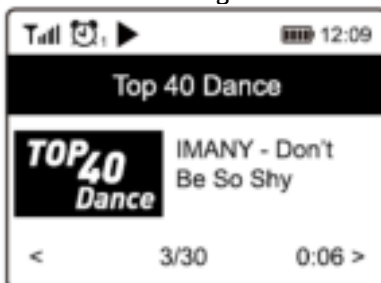 12:09
Top 40 Dance
TOP 40
Dance
IMANY - Don't
Be So Shy
< 3/30 0:06 >